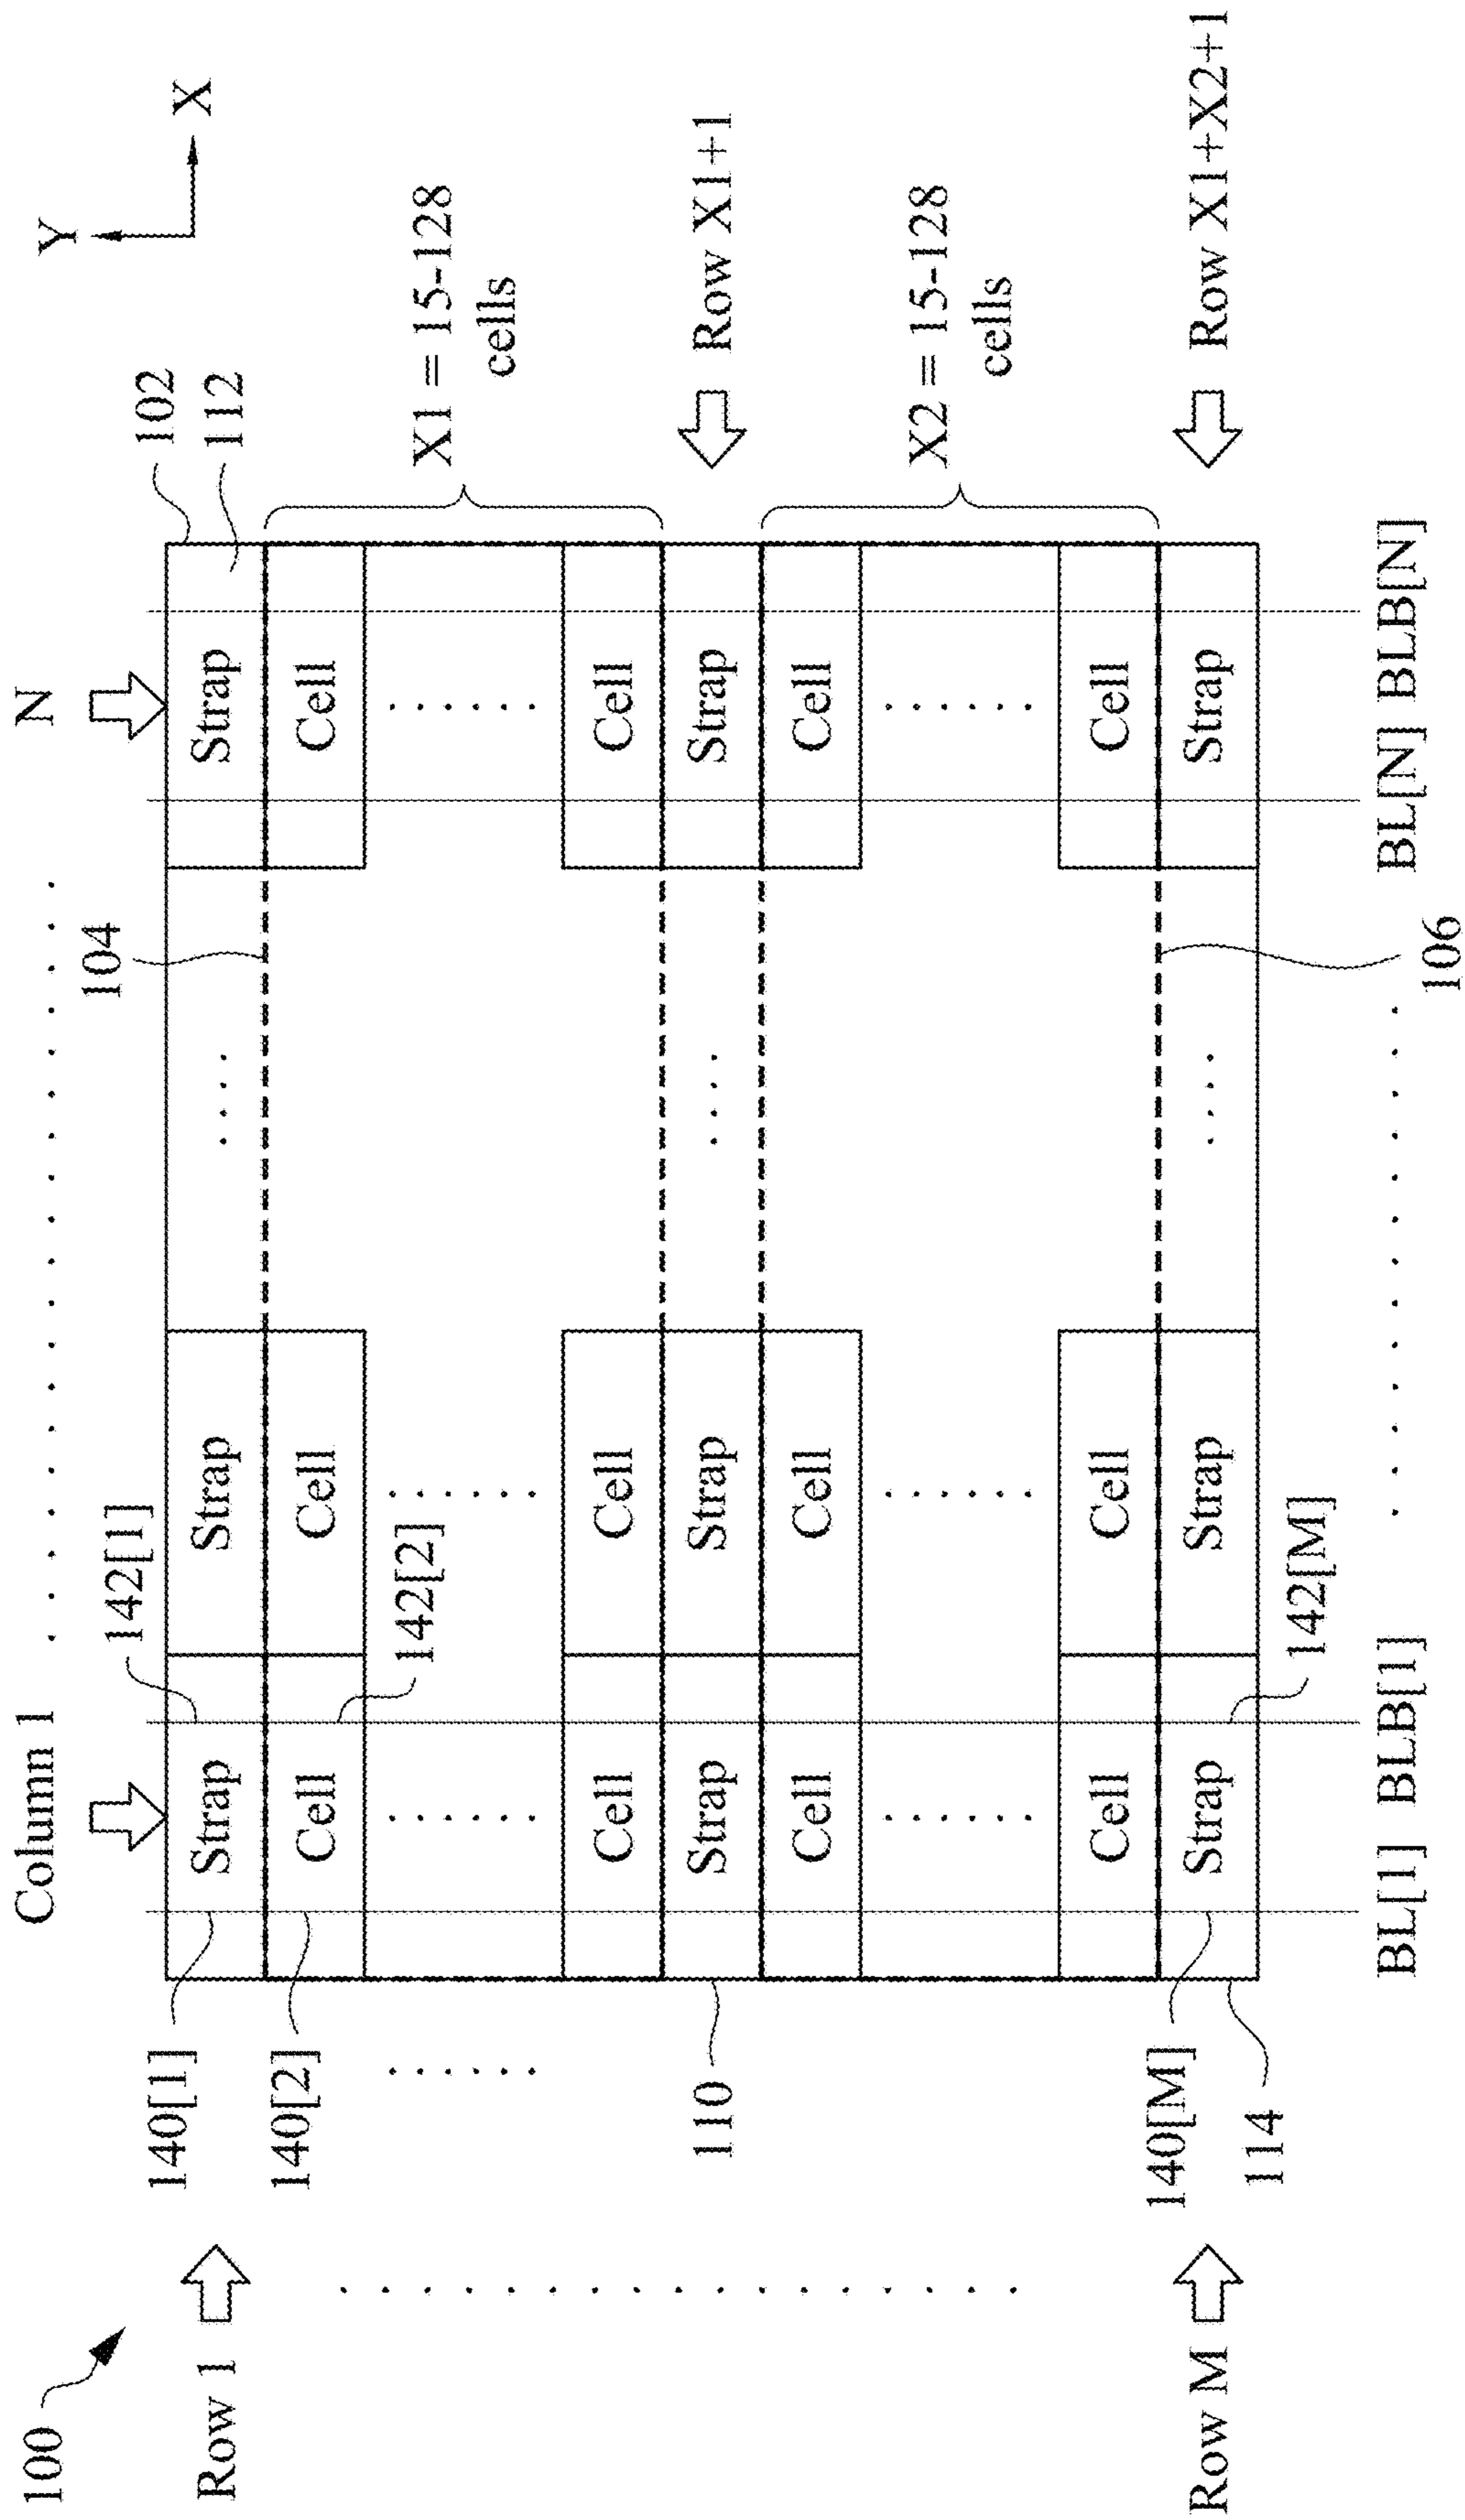 100
Column 1
N
Y
X
142[1]
104
102
112
Row 1
140[1]
Strap
Strap
Strap
140[2]
Cell
Cell
Cell
142[2]
X1 = 15-128
cells
Cell
Cell
Cell
110
Strap
Strap
Strap
Row X1+1
Cell
Cell
Cell
X2 = 15-128
cells
Cell
Cell
Cell
Row M
140[M]
Strap
Strap
Strap
Row X1+X2+1
114
142[M]
BL[1]
BLB[1]
BL[N]
BLB[N]
106